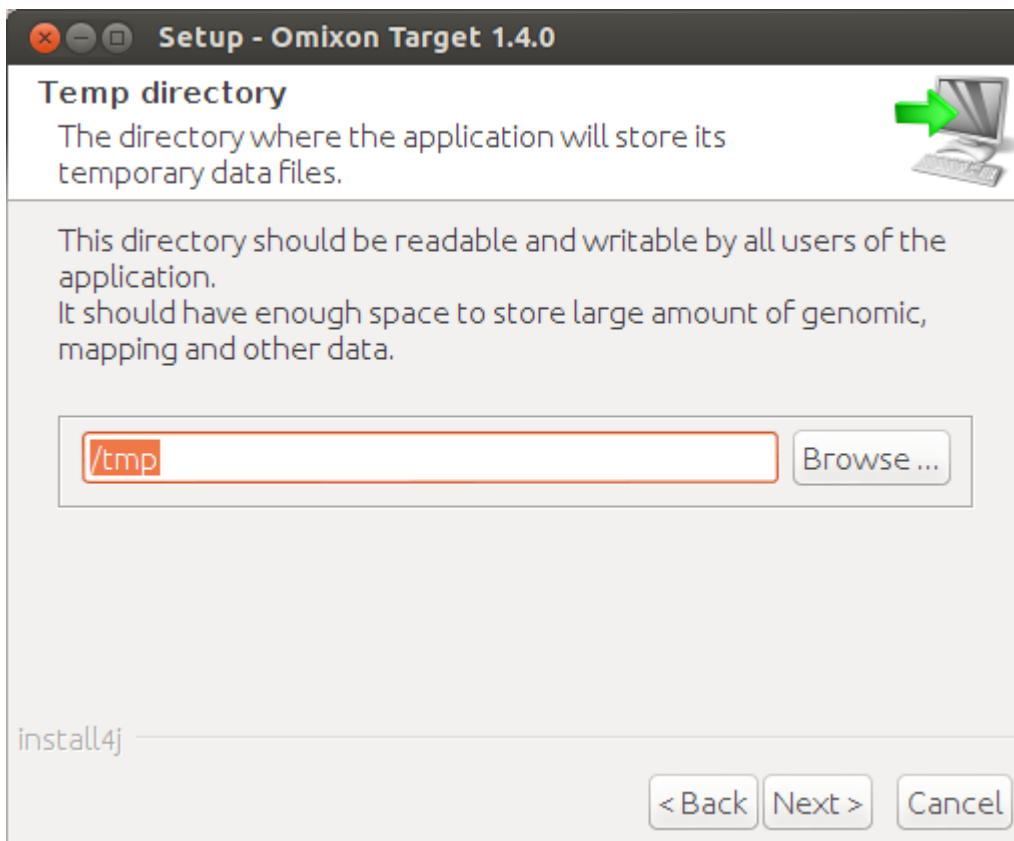 Setup - Omixon Target 1.4.0
Temp directory
The directory where the application will store its
temporary data files.
This directory should be readable and writable by all users of the
application.
It should have enough space to store large amount of genomic,
mapping and other data.
/tmp
Browse ...
install4j
< Back
Next >
Cancel